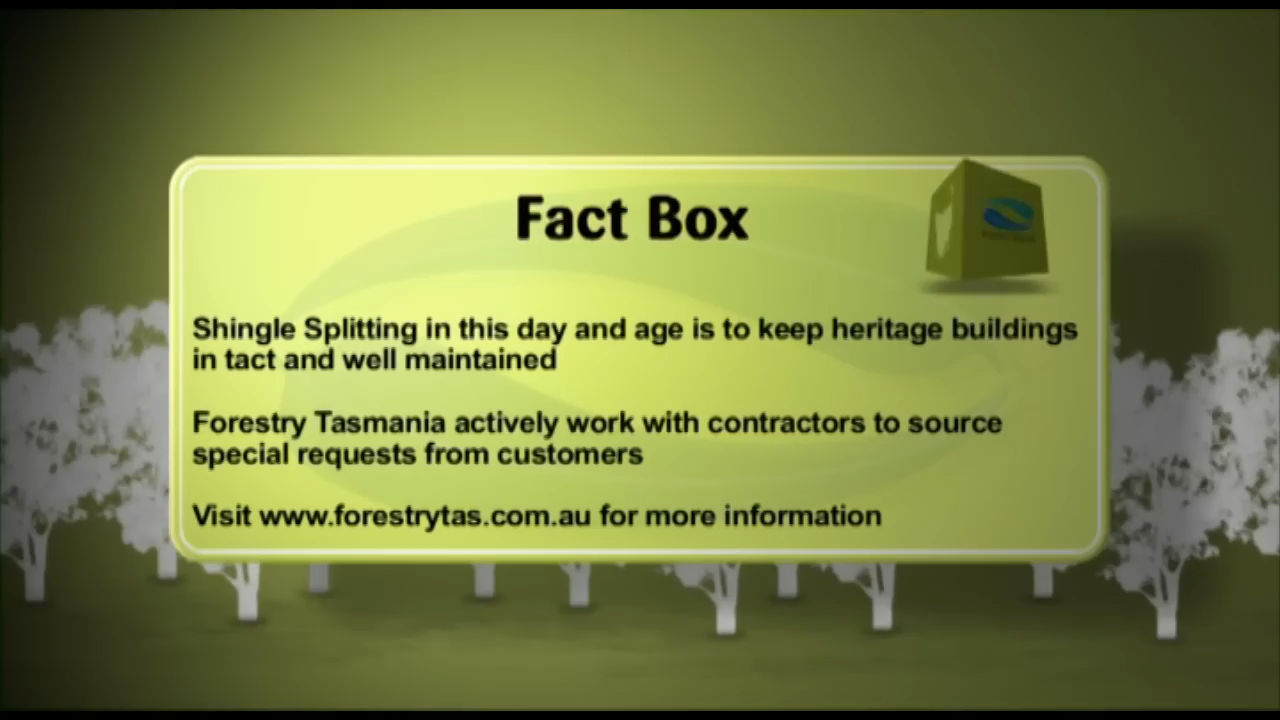 Fact Box
Shingle Splitting in this day and age is to keep heritage buildings
in tact and well maintained
Forestry Tasmania actively work with contractors to source
special requests from customers
Visit www.forestrytas.com.au for more information